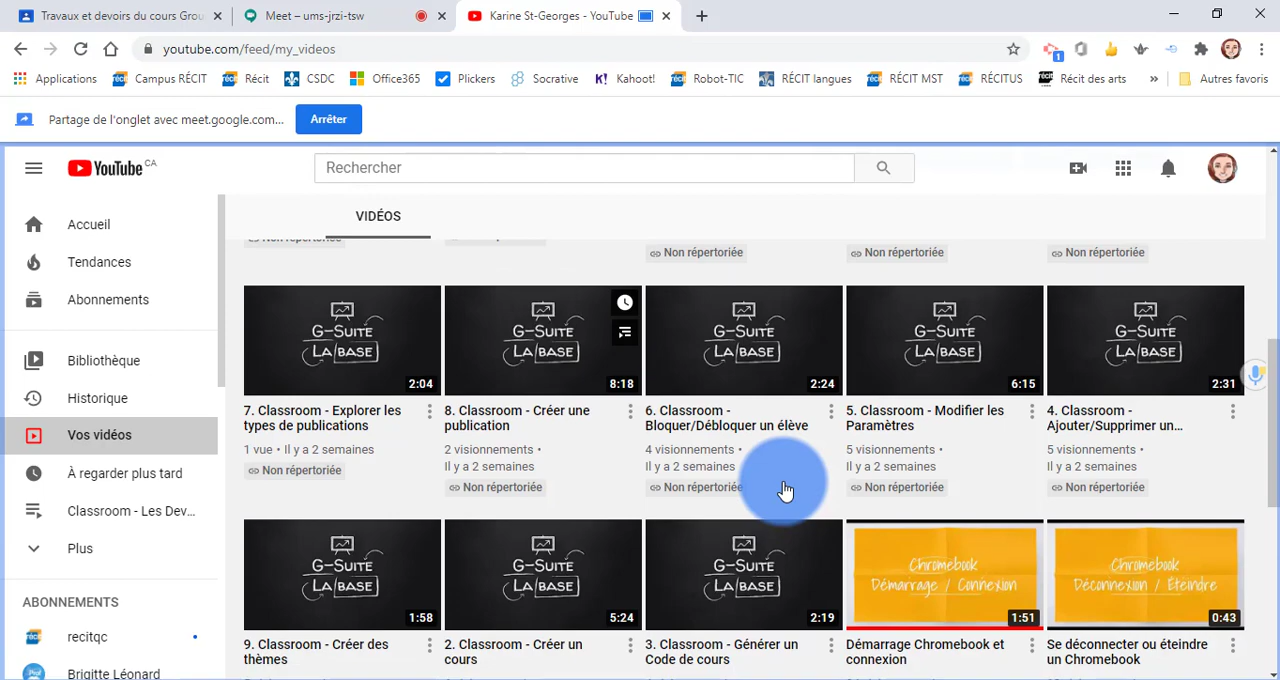 Travaux et devoirs du cours Grou
Meet – ums-jrzi-tsw
Karine St-Georges - YouTube
youtube.com/feed/my_videos
1
Applications
Campus RÉCIT
Récit
CSDC
Office365
Plickers
Socrative
K! Kahoot!
Robot-TIC
RÉCIT langues
RÉCIT MST
RÉCITUS
Récit des arts
»
Autres favoris
Partage de l'onglet avec meet.google.com...
Arrêter
YouTube CA
Rechercher
VIDÉOS
Accueil
Tendances
Abonnements
Bibliothèque
Historique
Vos vidéos
À regarder plus tard
Classroom - Les Dev...
Plus
ABONNEMENTS
recitqc
Brigitte Léonard
Non répertoriée
Non répertoriée
Non répertoriée
Non répertoriée
G-SUITE
LA BASE
2:04
7. Classroom - Explorer les
types de publications
1 vue • Il y a 2 semaines
Non répertoriée
G-SUITE
LA BASE
8:18
8. Classroom - Créer une
publication
2 visionnements •
Il y a 2 semaines
Non répertoriée
G-SUITE
LA BASE
2:24
6. Classroom -
Bloquer/Débloquer un élève
4 visionnements •
Il y a 2 semaines
Non répertoriée
G-SUITE
LA BASE
6:15
5. Classroom - Modifier les
Paramètres
5 visionnements •
Il y a 2 semaines
Non répertoriée
G-SUITE
LA BASE
2:31
4. Classroom -
Ajouter/Supprimer un...
5 visionnements •
Il y a 2 semaines
Non répertoriée
G-SUITE
LA BASE
1:58
9. Classroom - Créer des
thèmes
G-SUITE
LA BASE
5:24
2. Classroom - Créer un
cours
G-SUITE
LA BASE
2:19
3. Classroom - Générer un
Code de cours
Chromebook
Démarrage / Connexion
1:51
Démarrage Chromebook et
connexion
Chromebook
Déconnexion / Éteindre
0:43
Se déconnecter ou éteindre
un Chromebook